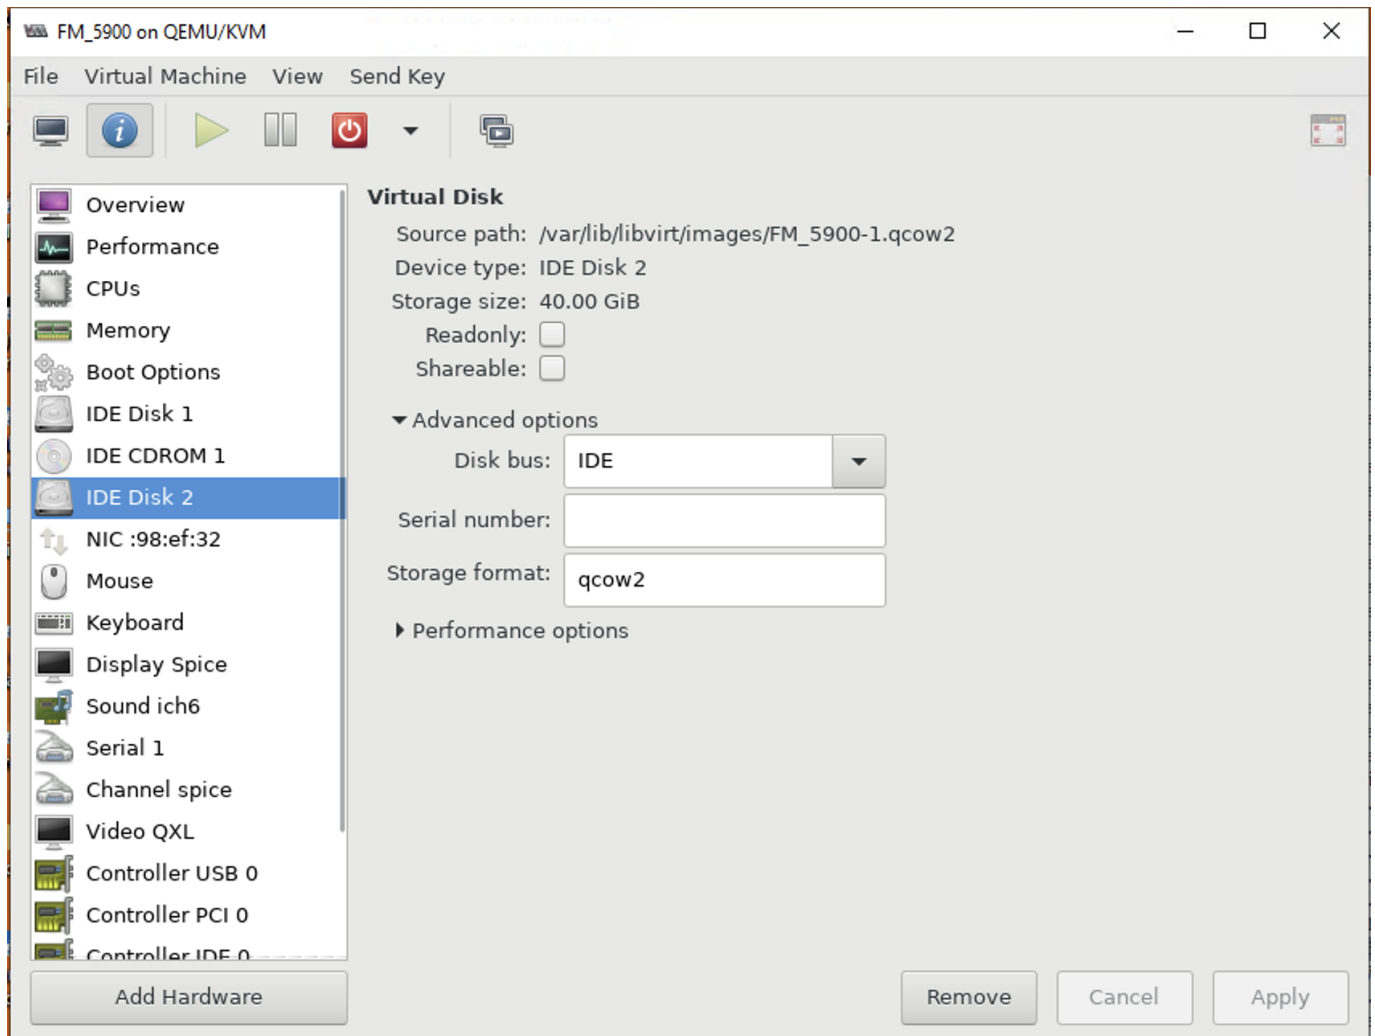 FM_5900 on QEMU/KVM
File Virtual Machine View Send Key
Overview
Performance
CPUs
Memory
Boot Options
IDE Disk 1
IDE CDROM 1
IDE Disk 2
NIC :98:ef:32
Mouse
Keyboard
Display Spice
Sound ich6
Serial 1
Channel spice
Video QXL
Controller USB 0
Controller PCI 0
Controller IDE 0
Add Hardware
Virtual Disk
Source path: /var/lib/libvirt/images/FM_5900-1.qcow2
Device type: IDE Disk 2
Storage size: 40.00 GiB
Readonly:
Shareable:
Advanced options
Disk bus: IDE
Serial number:
Storage format: qcow2
Performance options
Remove Cancel Apply